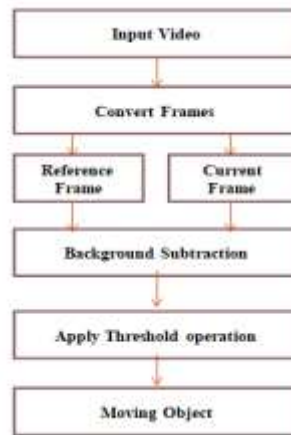 Input Video
Convert Frames
Reference
Frame
Current
Frame
Background Subtraction
Apply Threshold operation
Moving Object